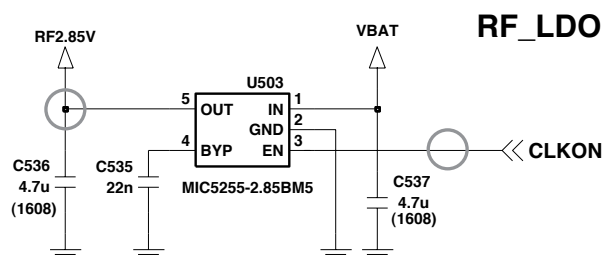 RF_LDO
RF2.85V
VBAT
U503
5 OUT IN 1
GND 2
4 BYP EN 3
CLKON
C536
4.7u
(1608)
C535
22n
MIC5255-2.85BM5
C537
4.7u
(1608)